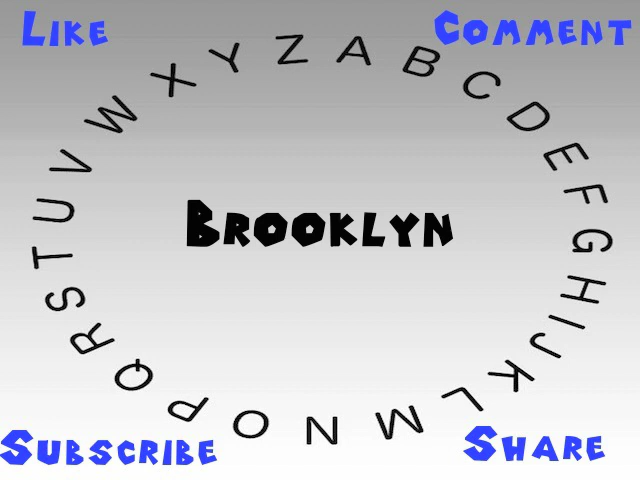 Like
Comment
A B C D E F G H I J K L M N O P Q R S T U V W X Y Z
Brooklyn
Subscribe
Share